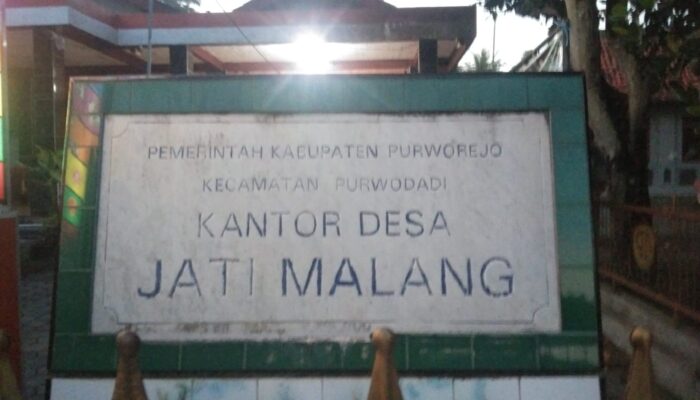 PEMERINTAH KABUPATEN PURWOREJO
KECAMATAN PURWODADI
KANTOR DESA
JATI MALANG